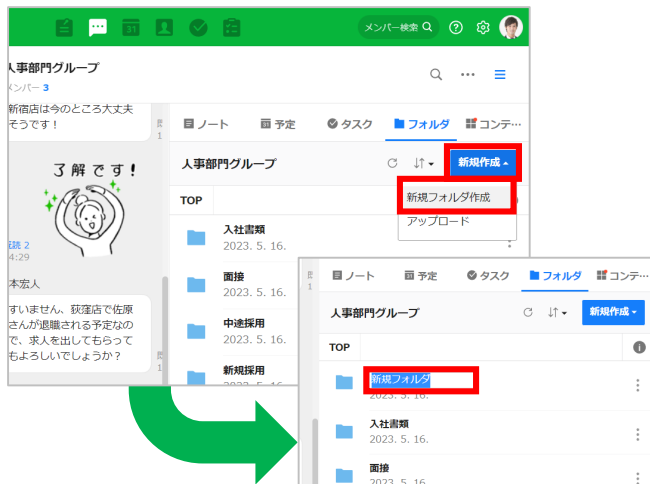 31
メンバー検索
人事部門グループ
メンバー 3
新宿店は今のところ大丈夫
そうです！
了解です!
既読 2
4:29
本宏人
すいません、荻窪店で佐原
さんが退職される予定なの
で、求人を出してもらって
もよろしいでしょうか？
ノート
予定
タスク
フォルダ
コンテ…
人事部門グループ
新規作成
新規フォルダ作成
アップロード
TOP
入社書類
2023. 5. 16.
面接
2023. 5. 16.
中途採用
2023. 5. 16.
新規採用
2023. 5. 16.
ノート
予定
タスク
フォルダ
コンテ…
人事部門グループ
新規作成
TOP
新規フォルダ
2023. 5. 16.
入社書類
2023. 5. 16.
面接
2023. 5. 16.